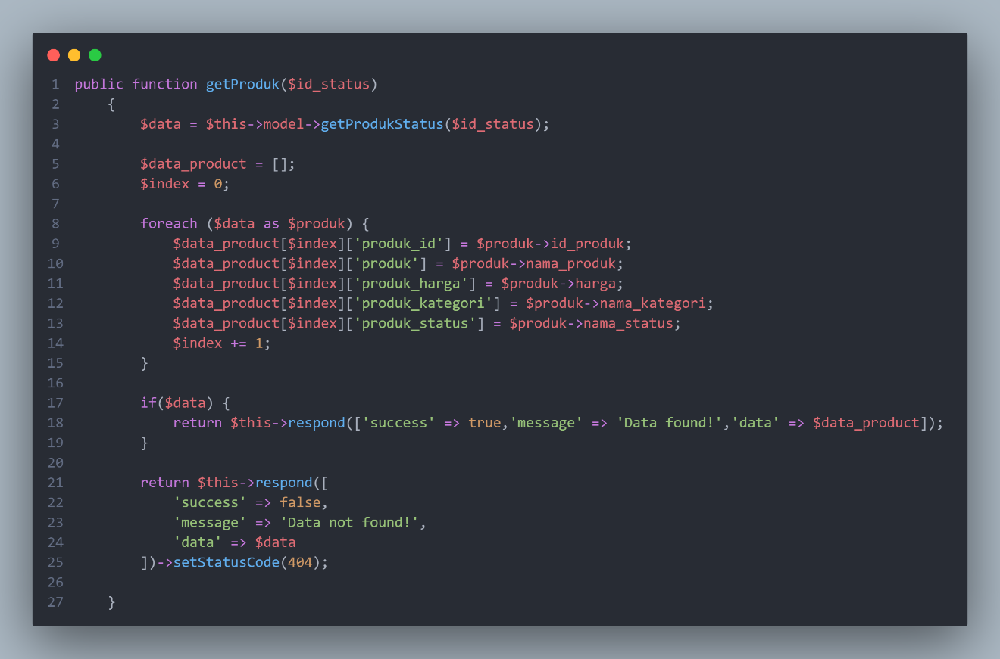 1 public function getProduk($id_status)
2     {
3         $data = $this->model->getProdukStatus($id_status);
4
5         $data_product = [];
6         $index = 0;
7
8         foreach ($data as $produk) {
9             $data_product[$index]['produk_id'] = $produk->id_produk;
10             $data_product[$index]['produk'] = $produk->nama_produk;
11             $data_product[$index]['produk_harga'] = $produk->harga;
12             $data_product[$index]['produk_kategori'] = $produk->nama_kategori;
13             $data_product[$index]['produk_status'] = $produk->nama_status;
14             $index += 1;
15         }
16
17         if($data) {
18             return $this->respond(['success' => true,'message' => 'Data found!','data' => $data_product]);
19         }
20
21         return $this->respond([
22             'success' => false,
23             'message' => 'Data not found!',
24             'data' => $data
25         ])->setStatusCode(404);
26
27     }